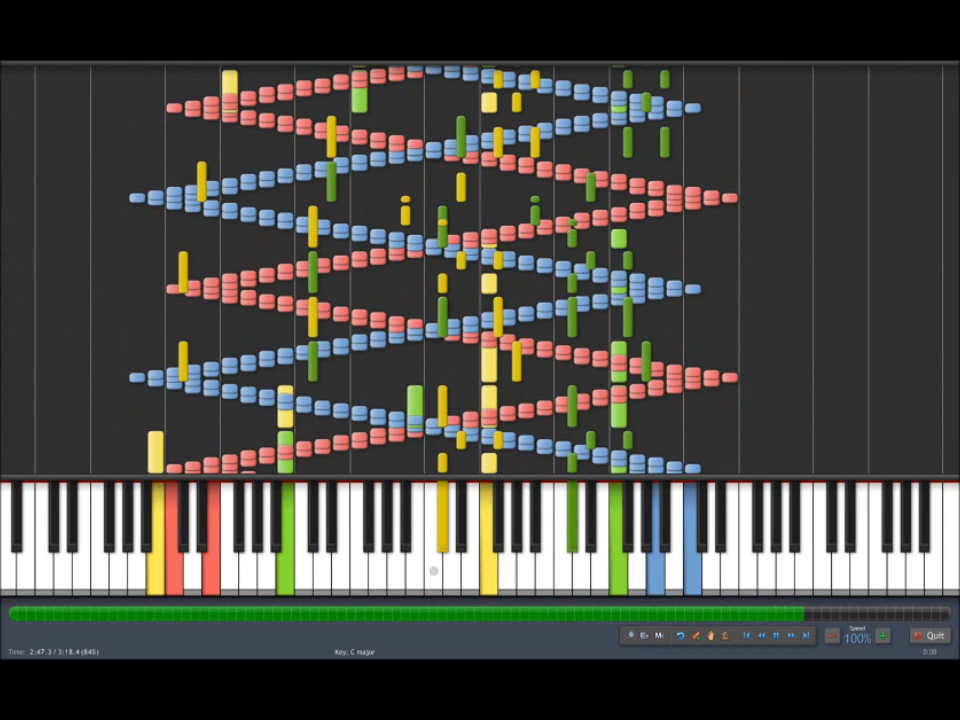 Speed
E♭ M♭
100%
Quit
Time: 2:47.3 / 3:18.4 (84%)
Key: C major
0:08